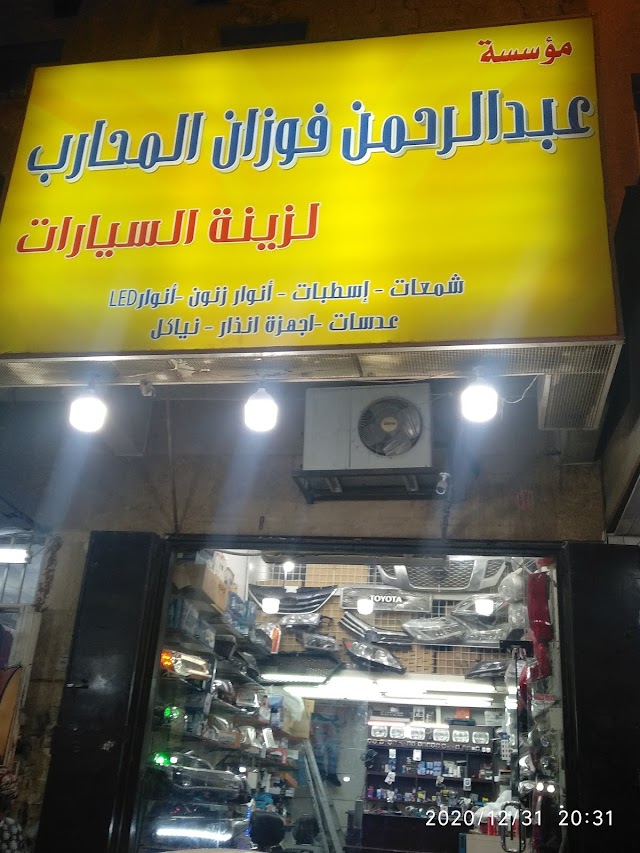 مؤسسة
عبدالرحمن فوزان المحارب
لزينة السيارات
شمعات - إسطبات - أنوار زنون -أنوارLED
عدسات -اجهزة انذار - نياكل
TOYOTA
2020/12/31 20:31